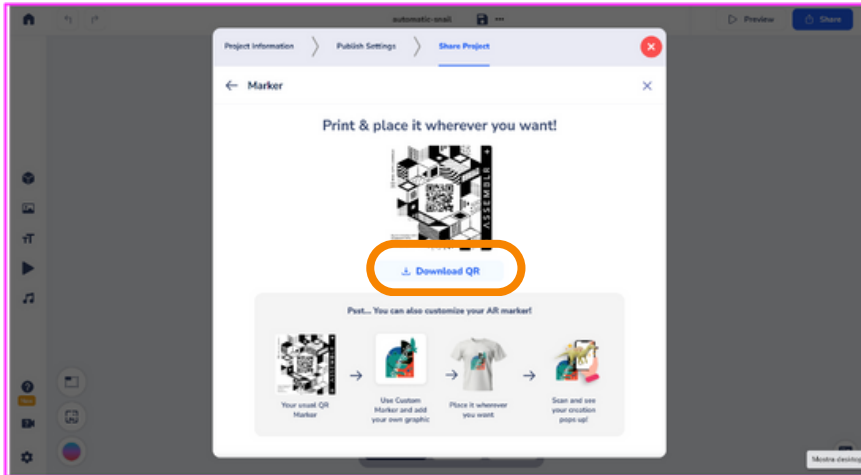 automatic-snail
Preview
Share
Project Information
Publish Settings
Share Project
Marker
Print & place it wherever you want!
ASSEMBLR
Download QR
Psst... You can also customize your AR marker!
Your usual QR
Marker
Use Custom
Marker and add
your own graphic
Place it wherever
you want
Scan and see
your creation
pops up!
Mostra desktop